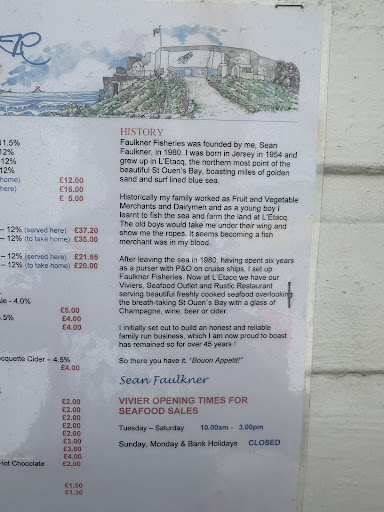 HISTORY
Faulkner Fisheries was founded by me, Sean
Faulkner, in 1980. I was born in Jersey in 1954 and
grew up in L'Etacq, the northern most point of the
beautiful St Ouen's Bay, boasting miles of golden
sand and surf lined blue sea.
Historically my family worked as Fruit and Vegetable
Merchants and Dairymen and as a young boy I
learnt to fish the sea and farm the land at L'Etacq.
The old boys would take me under their wing and
show me the ropes. It seems becoming a fish
merchant was in my blood.
After leaving the sea in 1980, having spent six years
as a purser with P&O on cruise ships, I set up
Faulkner Fisheries. Now at L'Etacq we have our
Viviers, Seafood Outlet and Rustic Restaurant
serving beautiful freshly cooked seafood overlooking
the breath-taking St Ouen's Bay with a glass of
Champagne, wine, beer or cider.
I initially set out to build an honest and reliable
family run business, which I am now proud to boast
has remained so for over 45 years !
So there you have it. "Bouon Appetit!"
Sean Faulkner
VIVIER OPENING TIMES FOR
SEAFOOD SALES
Tuesday – Saturday 10.00am - 3.00pm
Sunday, Monday & Bank Holidays CLOSED
11.5%
12%
12%
12%
home) £12.00
here) £16.00
£ 5.00
– 12% (served here) £37.20
– 12% (to take home) £35.00
– 12% (served here) £21.95
– 12% (to take home) £20.00
Ale - 4.0%
£5.00
.5% £4.00
£4.00
ocquette Cider – 4.5%
£4.00
£2.00
£2.00
£2.00
£2.00
£3.00
£3.00
£4.00
Hot Chocolate £2.00
£1.50
£1.30